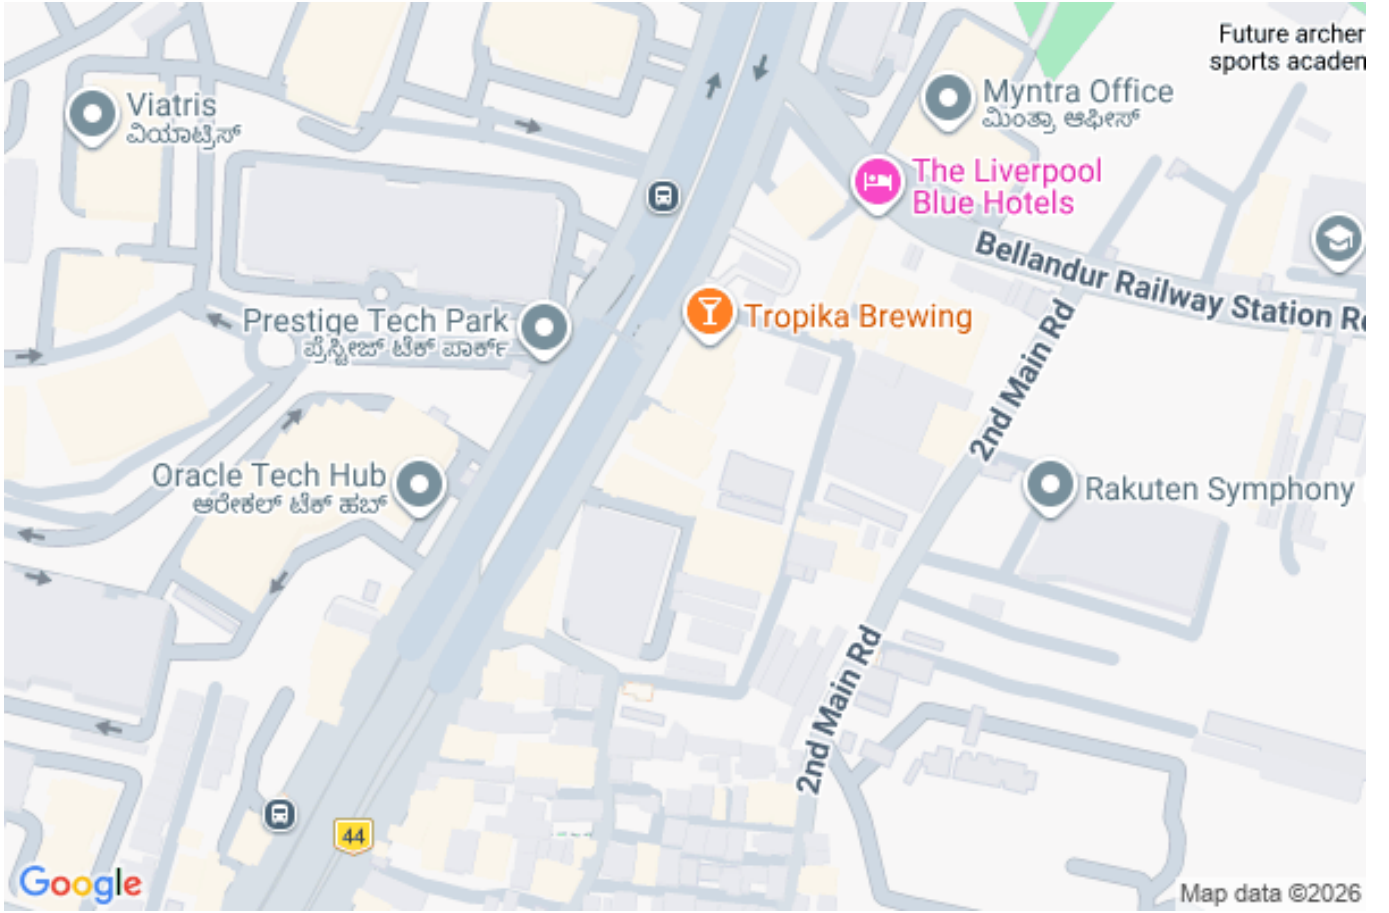 Future archer
sports academ
Viatris
ವಿಯಾಟ್ರಿಸ್
Myntra Office
ಮಿಂತ್ರಾ ಆಫೀಸ್
The Liverpool
Blue Hotels
Bellandur Railway Station Ro
Prestige Tech Park
ಪ್ರೆಸ್ಟೀಜ್ ಟೆಕ್ ಪಾರ್ಕ್
Tropika Brewing
2nd Main Rd
Oracle Tech Hub
ಆರೇಕಲ್ ಟೆಕ್ ಹಬ್
Rakuten Symphony
2nd Main Rd
44
Google
Map data ©2026